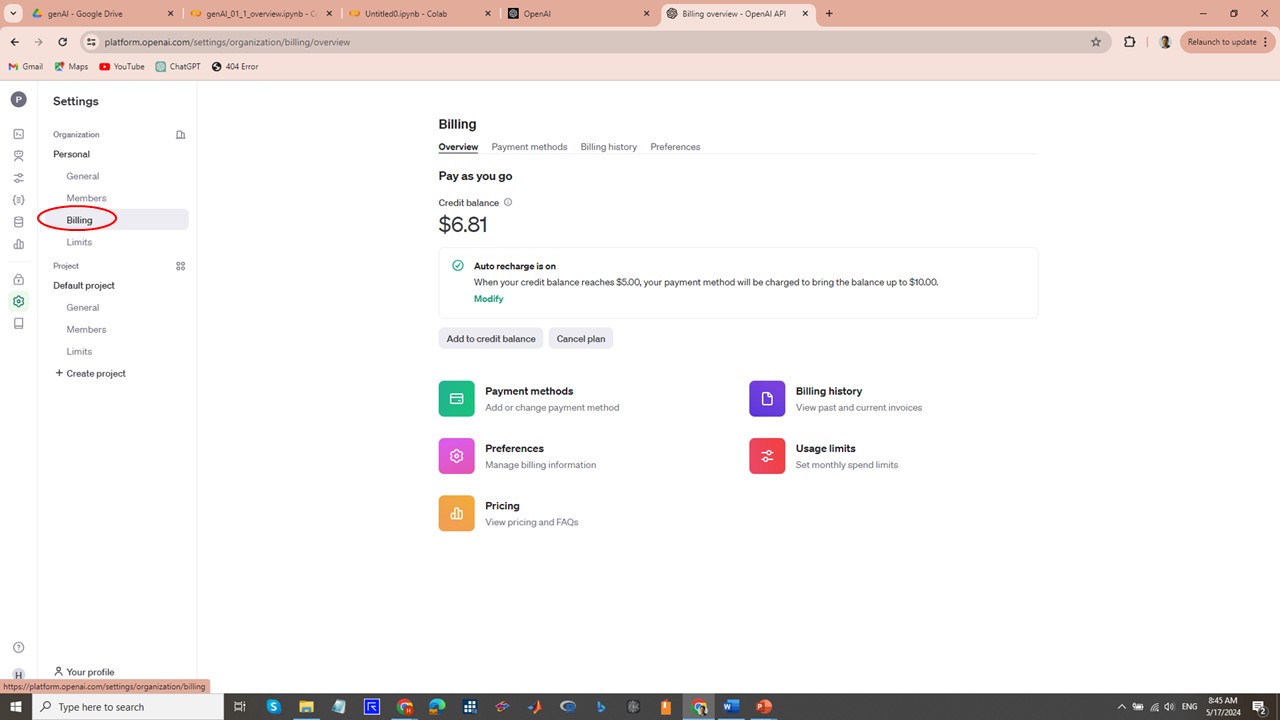 genAI - Google Drive
genAI_01_1_overview.ipynb - C
Untitled0.ipynb - Colab
OpenAI
Billing overview - OpenAI API
platform.openai.com/settings/organization/billing/overview
Relaunch to update
Gmail
Maps
YouTube
ChatGPT
404 Error
P
Settings
Organization
Personal
General
Members
Billing
Limits
Project
Default project
General
Members
Limits
+ Create project
Your profile
H
https://platform.openai.com/settings/organization/billing
Billing
Overview Payment methods Billing history Preferences
Pay as you go
Credit balance
$6.81
Auto recharge is on
When your credit balance reaches $5.00, your payment method will be charged to bring the balance up to $10.00.
Modify
Add to credit balance Cancel plan
Payment methods
Add or change payment method
Billing history
View past and current invoices
Preferences
Manage billing information
Usage limits
Set monthly spend limits
Pricing
View pricing and FAQs
Type here to search
ENG
8:45 AM
5/17/2024
2